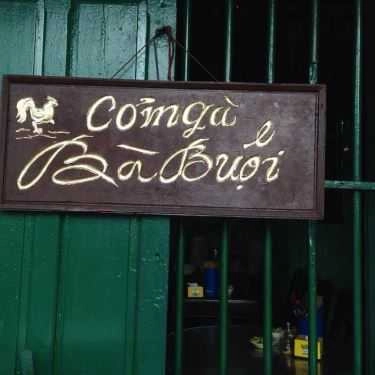 Cơm gà
Bà Buội